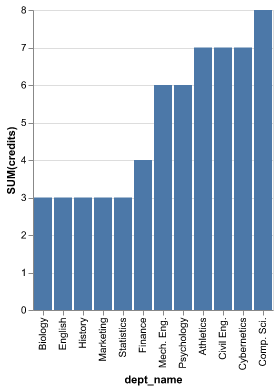 8
7
6
5
4
3
2
1
0
SUM(credits)
Biology
English
History
Marketing
Statistics
Finance
Mech. Eng.
Psychology
Athletics
Civil Eng.
Cybernetics
Comp. Sci.
dept_name